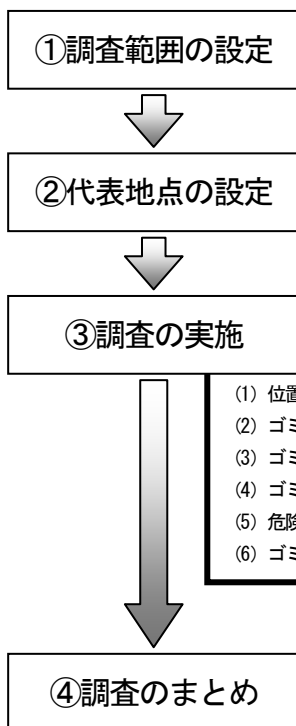 ①調査範囲の設定
②代表地点の設定
③調査の実施
(1) 位置
(2) ゴミ
(3) ゴミ
(4) ゴミ
(5) 危険
(6) ゴミ
④調査のまとめ